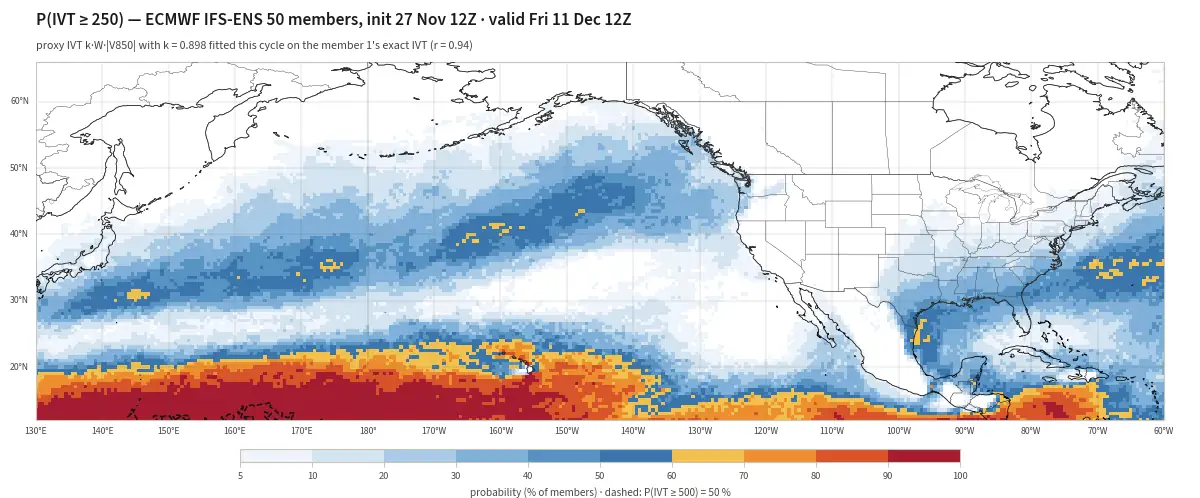 P(IVT ≥ 250) — ECMWF IFS-ENS 50 members, init 27 Nov 12Z · valid Fri 11 Dec 12Z
proxy IVT k·W·|V850| with k = 0.898 fitted this cycle on the member 1's exact IVT (r = 0.94)
60°N
50°N
40°N
30°N
20°N
130°E 140°E 150°E 160°E 170°E 180° 170°W 160°W 150°W 140°W 130°W 120°W 110°W 100°W 90°W 80°W 70°W 60°W
5 10 20 30 40 50 60 70 80 90 100
probability (% of members) · dashed: P(IVT ≥ 500) = 50 %